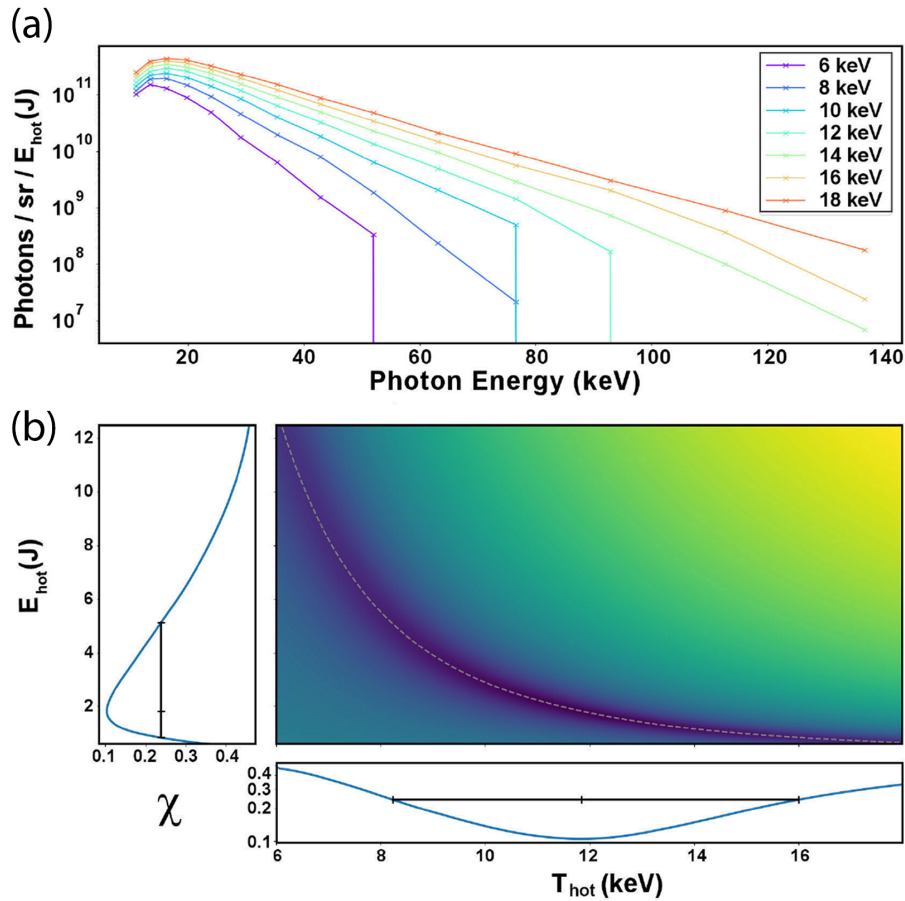 (a)
Photons / sr / E_hot (J)
10^11
10^10
10^9
10^8
10^7
6 keV
8 keV
10 keV
12 keV
14 keV
16 keV
18 keV
20 40 60 80 100 120 140
Photon Energy (keV)
(b)
E_hot (J)
12
10
8
6
4
2
0.1 0.2 0.3 0.4
χ
0.4
0.3
0.2
0.1
6 8 10 12 14 16
T_hot (keV)